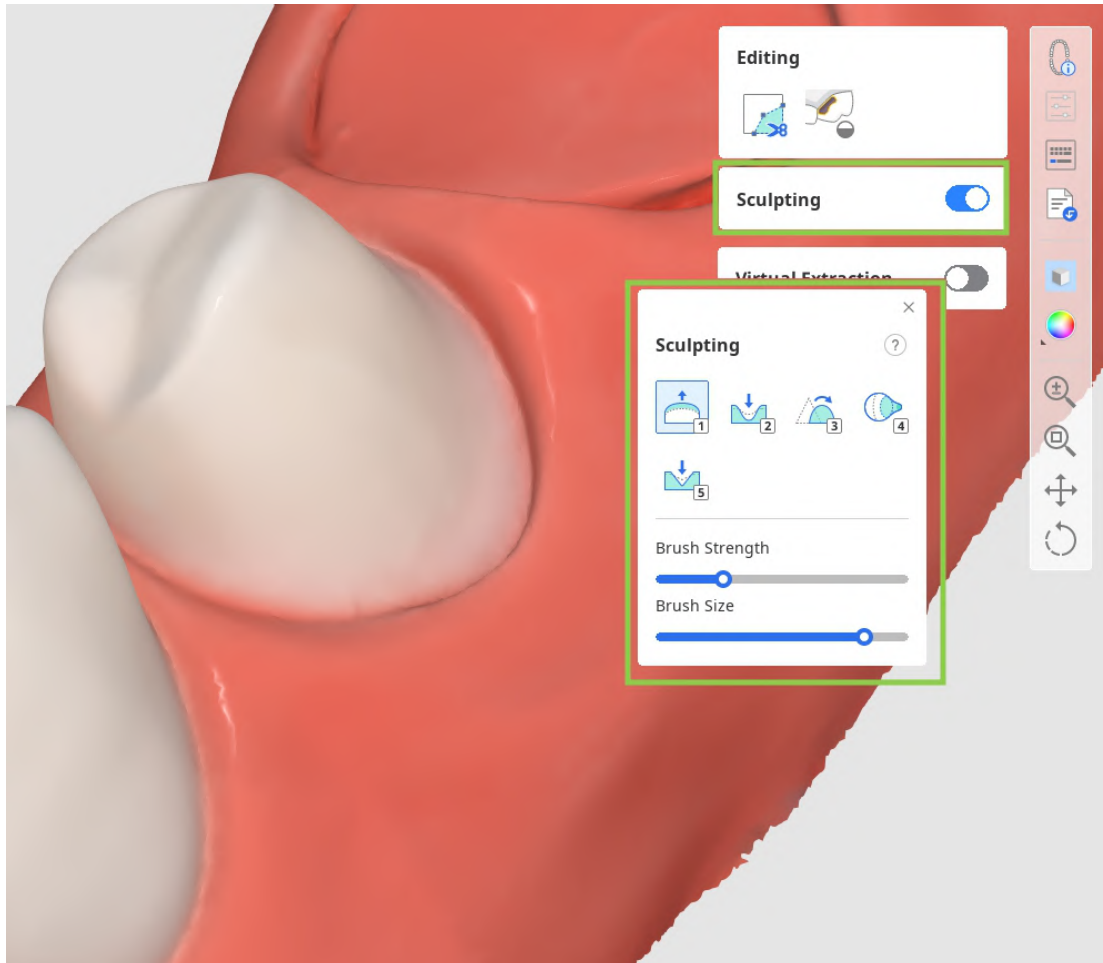 Editing
Sculpting
Virtual Extraction
Sculpting
?
1
2
3
4
5
Brush Strength
Brush Size